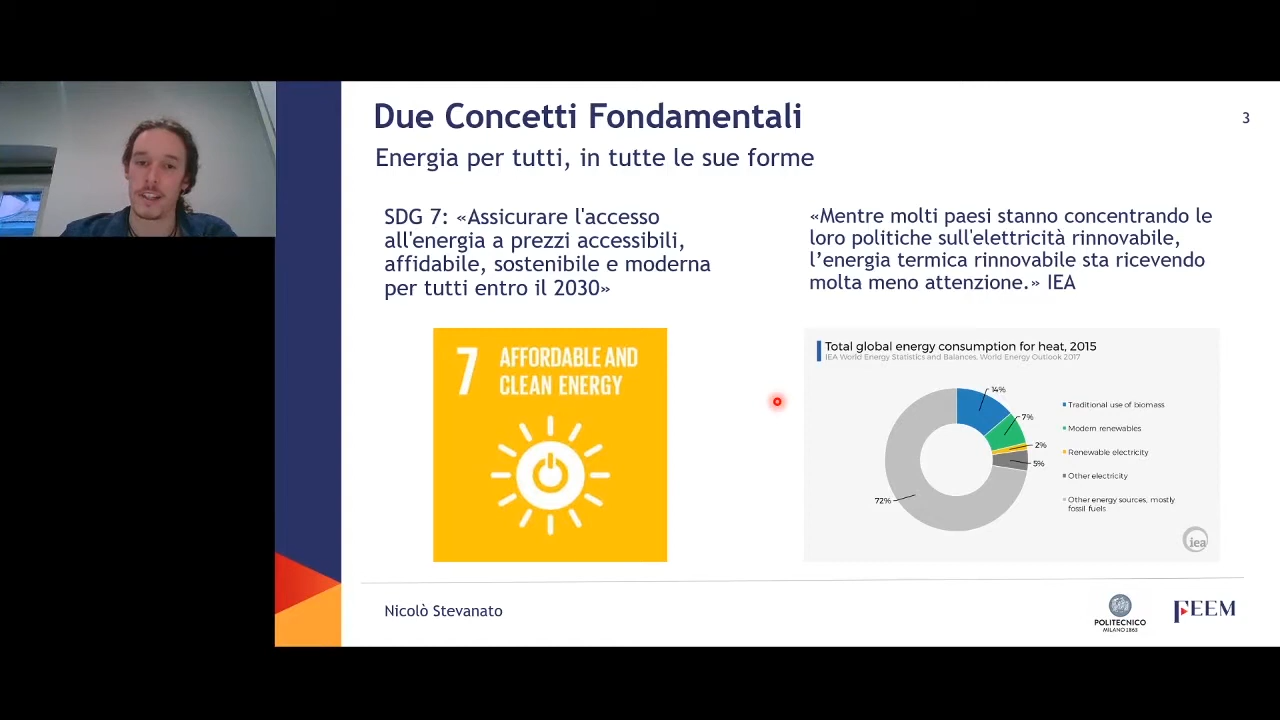 Due Concetti Fondamentali
3
Energia per tutti, in tutte le sue forme
SDG 7: «Assicurare l'accesso
all'energia a prezzi accessibili,
affidabile, sostenibile e moderna
per tutti entro il 2030»
«Mentre molti paesi stanno concentrando le
loro politiche sull'elettricità rinnovabile,
l’energia termica rinnovabile sta ricevendo
molta meno attenzione.» IEA
7 AFFORDABLE AND
CLEAN ENERGY
Total global energy consumption for heat, 2015
IEA World Energy Statistics and Balances, World Energy Outlook 2017
14%
7%
2%
5%
72%
Traditional use of biomass
Modern renewables
Renewable electricity
Other electricity
Other energy sources, mostly
fossil fuels
iea
Nicolò Stevanato
POLITECNICO
MILANO 1863
FEEM